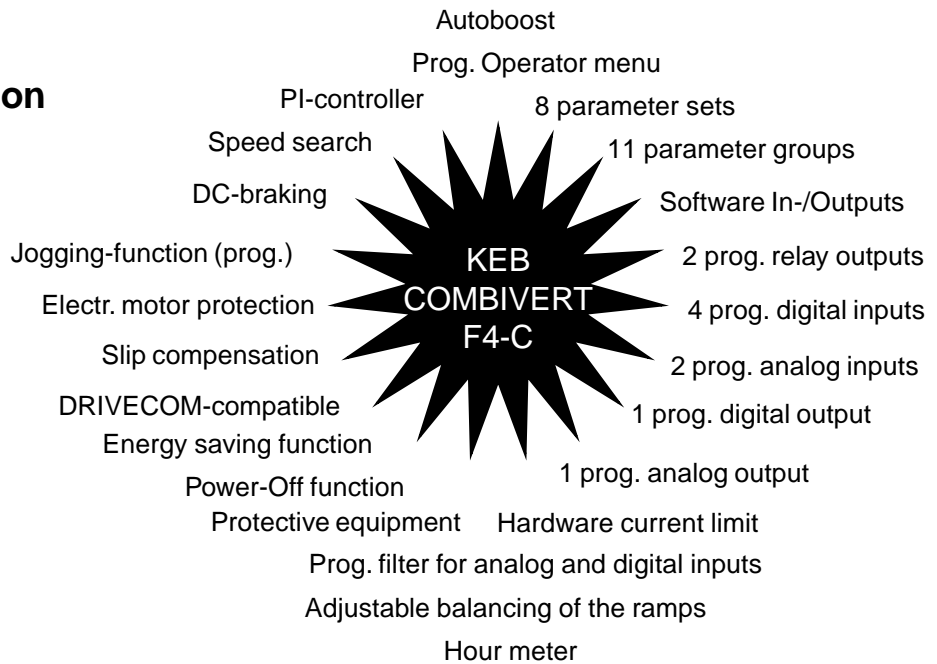 Autoboost
Prog. Operator menu
on
PI-controller
8 parameter sets
Speed search
11 parameter groups
DC-braking
Software In-/Outputs
Jogging-function (prog.)
KEB
2 prog. relay outputs
Electr. motor protection
COMBIVERT
4 prog. digital inputs
F4-C
Slip compensation
2 prog. analog inputs
DRIVECOM-compatible
1 prog. digital output
Energy saving function
1 prog. analog output
Power-Off function
Protective equipment
Hardware current limit
Prog. filter for analog and digital inputs
Adjustable balancing of the ramps
Hour meter